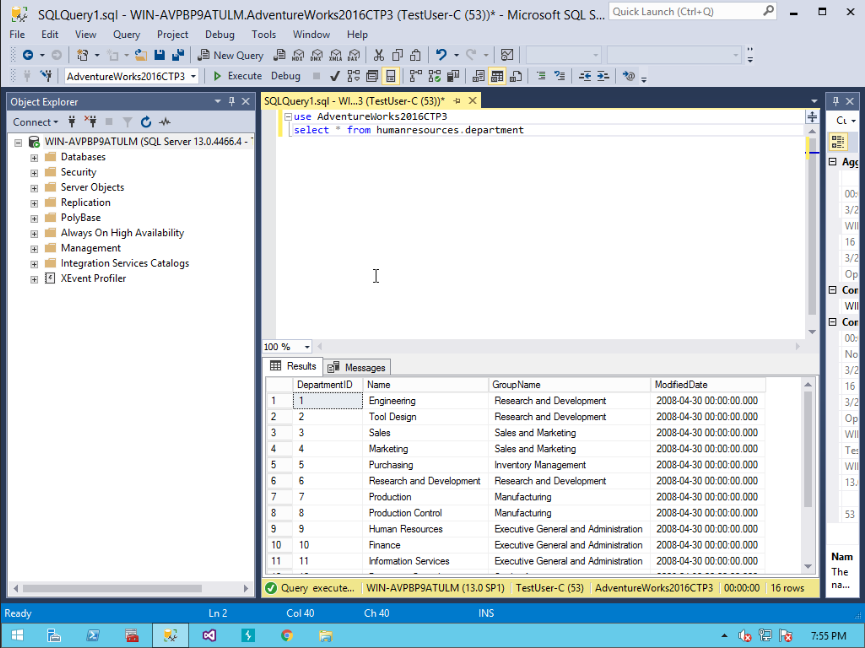 SQLQuery1.sql - WIN-AVPBP9ATULM.AdventureWorks2016CTP3 (TestUser-C (53))* - Microsoft SQL S...
Quick Launch (Ctrl+Q)
File Edit View Query Project Debug Tools Window Help
New Query
AdventureWorks2016CTP3 Execute Debug
Object Explorer
Connect
WIN-AVPBP9ATULM (SQL Server 13.0.4466.4 -
Databases
Security
Server Objects
Replication
PolyBase
Always On High Availability
Management
Integration Services Catalogs
XEvent Profiler
SQLQuery1.sql - WI...3 (TestUser-C (53))*
use AdventureWorks2016CTP3
select * from humanresources.department
100 %
Results Messages
DepartmentID Name GroupName ModifiedDate
1 1 Engineering Research and Development 2008-04-30 00:00:00.000
2 2 Tool Design Research and Development 2008-04-30 00:00:00.000
3 3 Sales Sales and Marketing 2008-04-30 00:00:00.000
4 4 Marketing Sales and Marketing 2008-04-30 00:00:00.000
5 5 Purchasing Inventory Management 2008-04-30 00:00:00.000
6 6 Research and Development Research and Development 2008-04-30 00:00:00.000
7 7 Production Manufacturing 2008-04-30 00:00:00.000
8 8 Production Control Manufacturing 2008-04-30 00:00:00.000
9 9 Human Resources Executive General and Administration 2008-04-30 00:00:00.000
10 10 Finance Executive General and Administration 2008-04-30 00:00:00.000
11 11 Information Services Executive General and Administration 2008-04-30 00:00:00.000
Query execute... WIN-AVPBP9ATULM (13.0 SP1) TestUser-C (53) AdventureWorks2016CTP3 00:00:00 16 rows
Cu
Agg
00:
3/2
WI
16
3/2
Op
Con
WI
Con
00:
No
3/2
16
3/2
Op
WI
Tes
WI
13.
53
Nam
The
na...
Ready Ln 2 Col 40 Ch 40 INS
7:55 PM